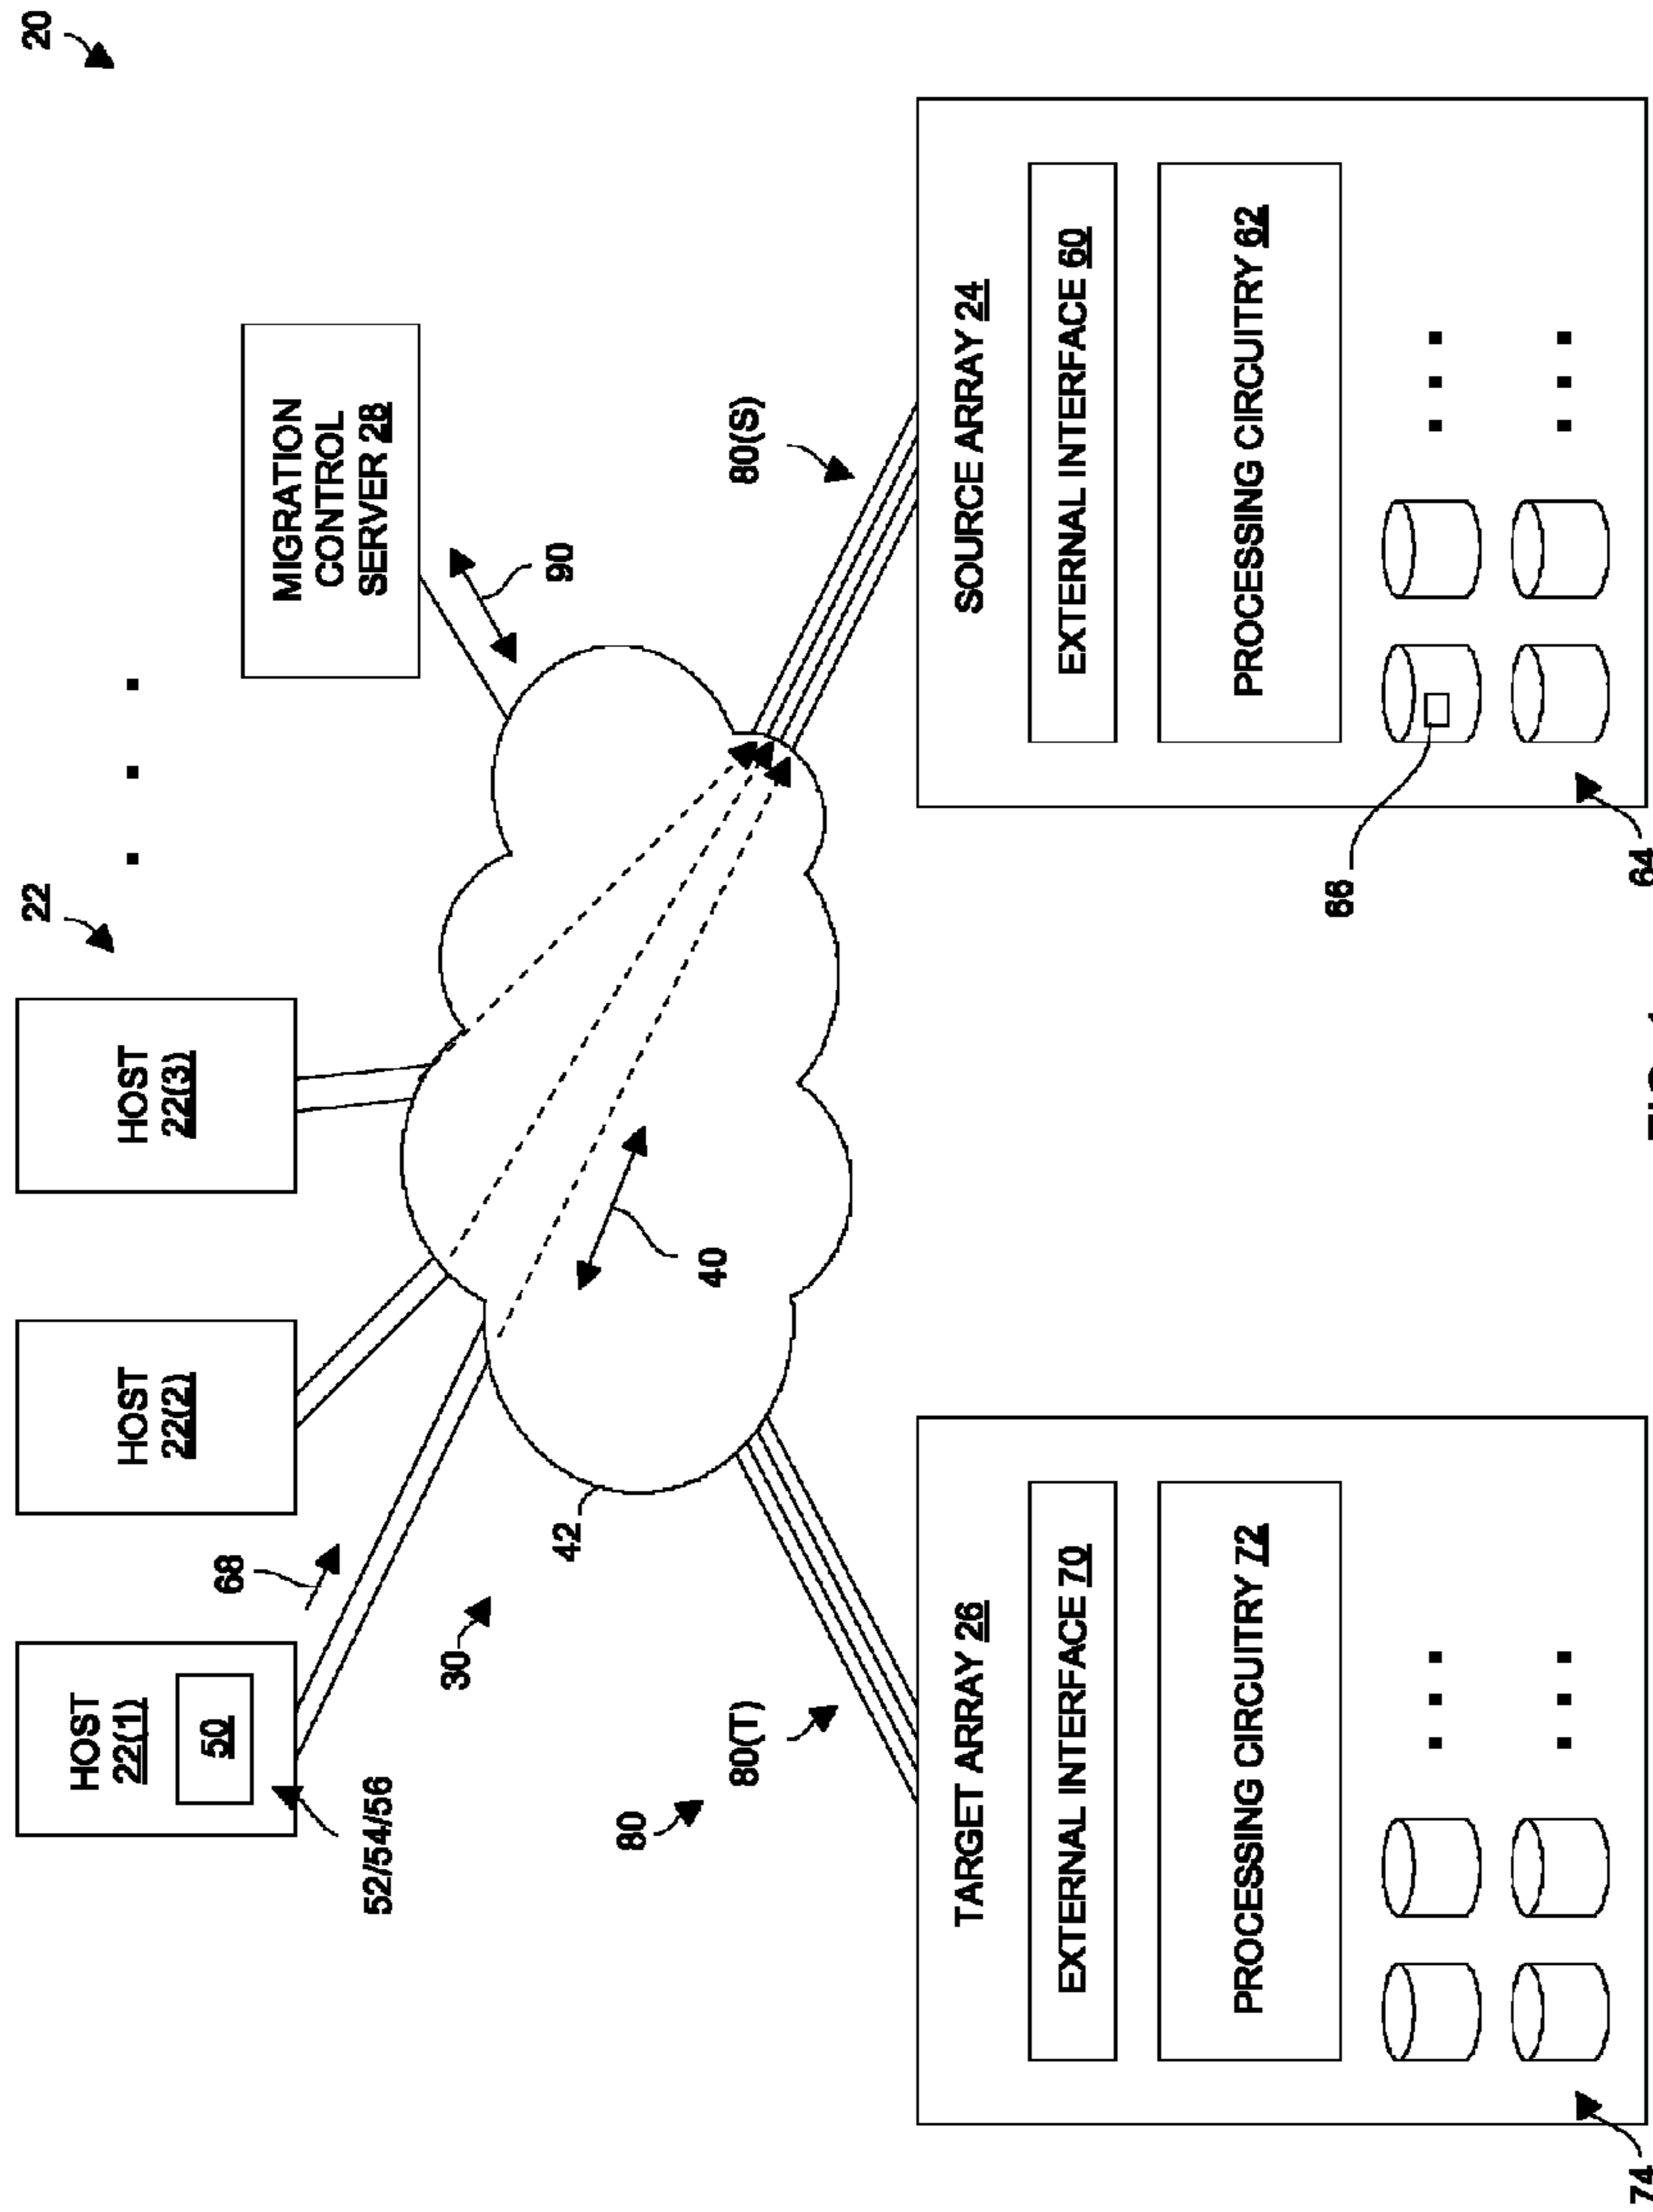 20
22
HOST
22(1)
50
52/54/56
HOST
22(2)
HOST
22(3)
MIGRATION
CONTROL
SERVER 28
68
30
42
40
90
80
80(T)
80(S)
TARGET ARRAY 26
EXTERNAL INTERFACE 70
PROCESSING CIRCUITRY 72
74
SOURCE ARRAY 24
EXTERNAL INTERFACE 60
PROCESSING CIRCUITRY 62
66
64